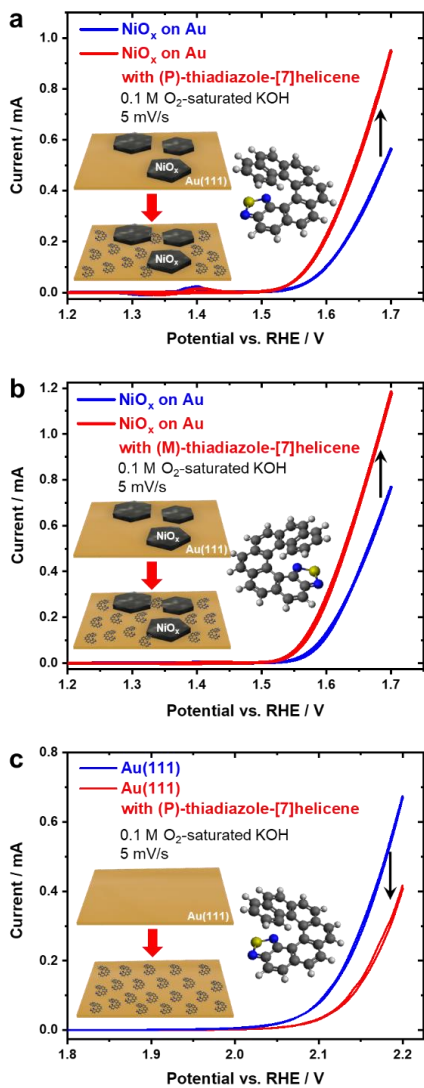 a
NiOx on Au
NiOx on Au
with (P)-thiadiazole-[7]helicene
0.1 M O2-saturated KOH
5 mV/s
NiOx
Au(111)
NiOx
Current / mA
1.0
0.8
0.6
0.4
0.2
0.0
1.2 1.3 1.4 1.5 1.6 1.7
Potential vs. RHE / V
b
NiOx on Au
NiOx on Au
with (M)-thiadiazole-[7]helicene
0.1 M O2-saturated KOH
5 mV/s
NiOx
Au(111)
NiOx
Current / mA
1.2
1.0
0.8
0.6
0.4
0.2
0.0
1.2 1.3 1.4 1.5 1.6 1.7
Potential vs. RHE / V
c
Au(111)
Au(111)
with (P)-thiadiazole-[7]helicene
0.1 M O2-saturated KOH
5 mV/s
Au(111)
Current / mA
0.8
0.6
0.4
0.2
0.0
1.8 1.9 2.0 2.1 2.2
Potential vs. RHE / V